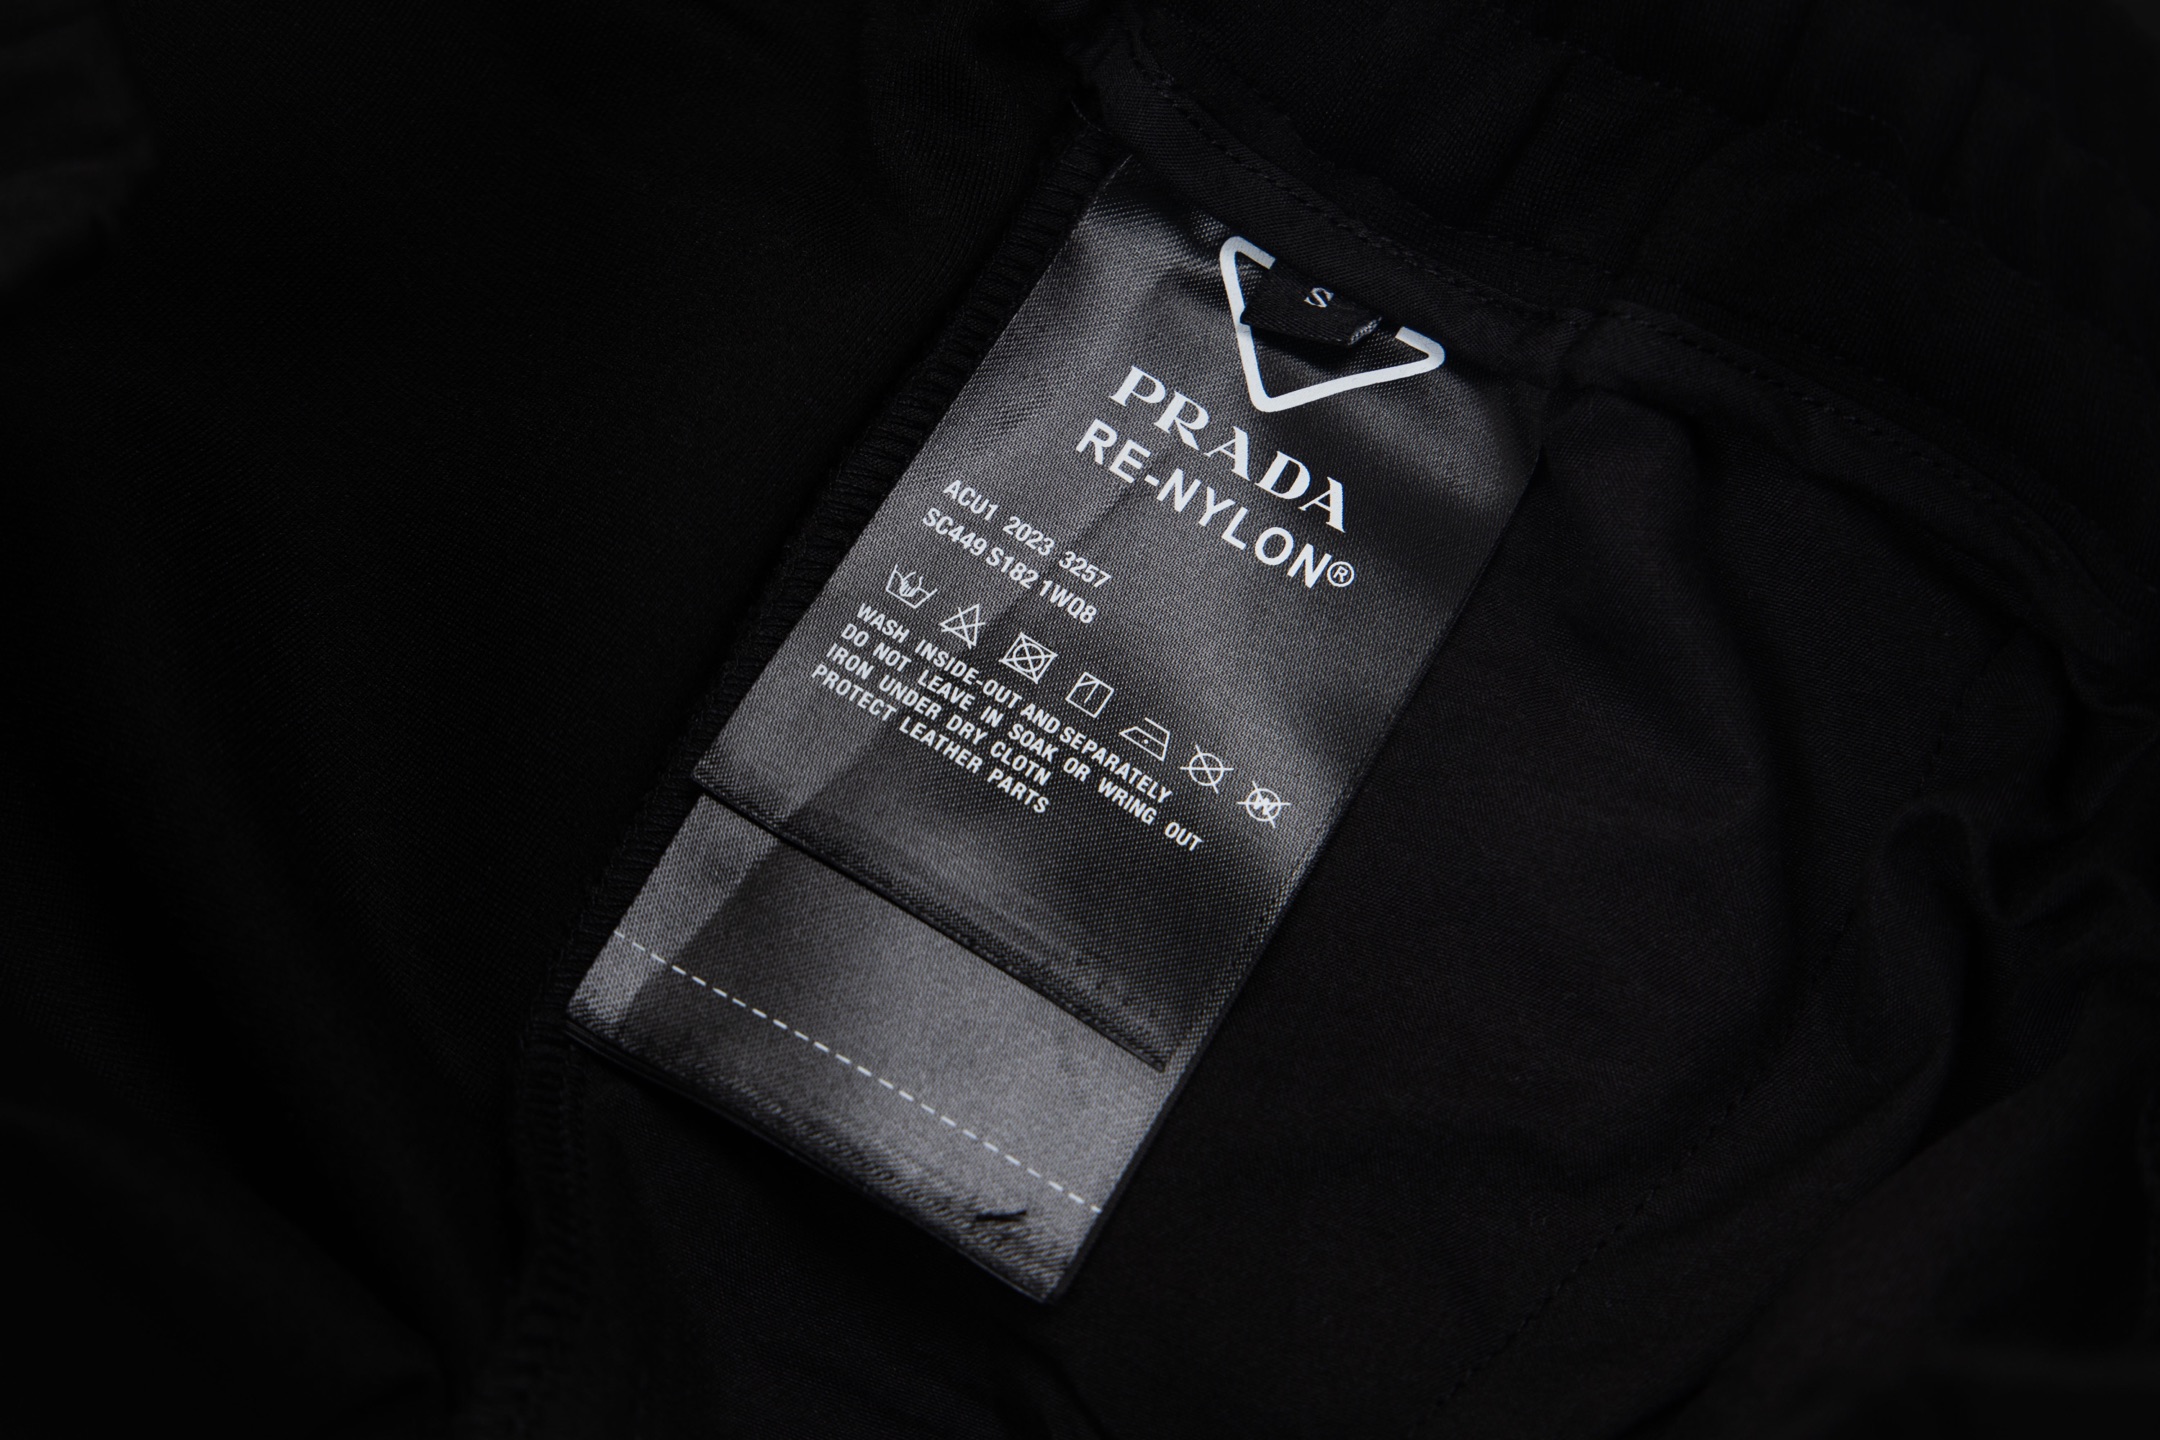 S
PRADA
RE-NYLON®
ACU1 2023 3257
SC449 S182 1WQ8
W
WASH INSIDE-OUT AND SEPARATELY
DO NOT LEAVE IN SOAK OR WRING OUT
IRON UNDER DRY CLOTN
PROTECT LEATHER PARTS